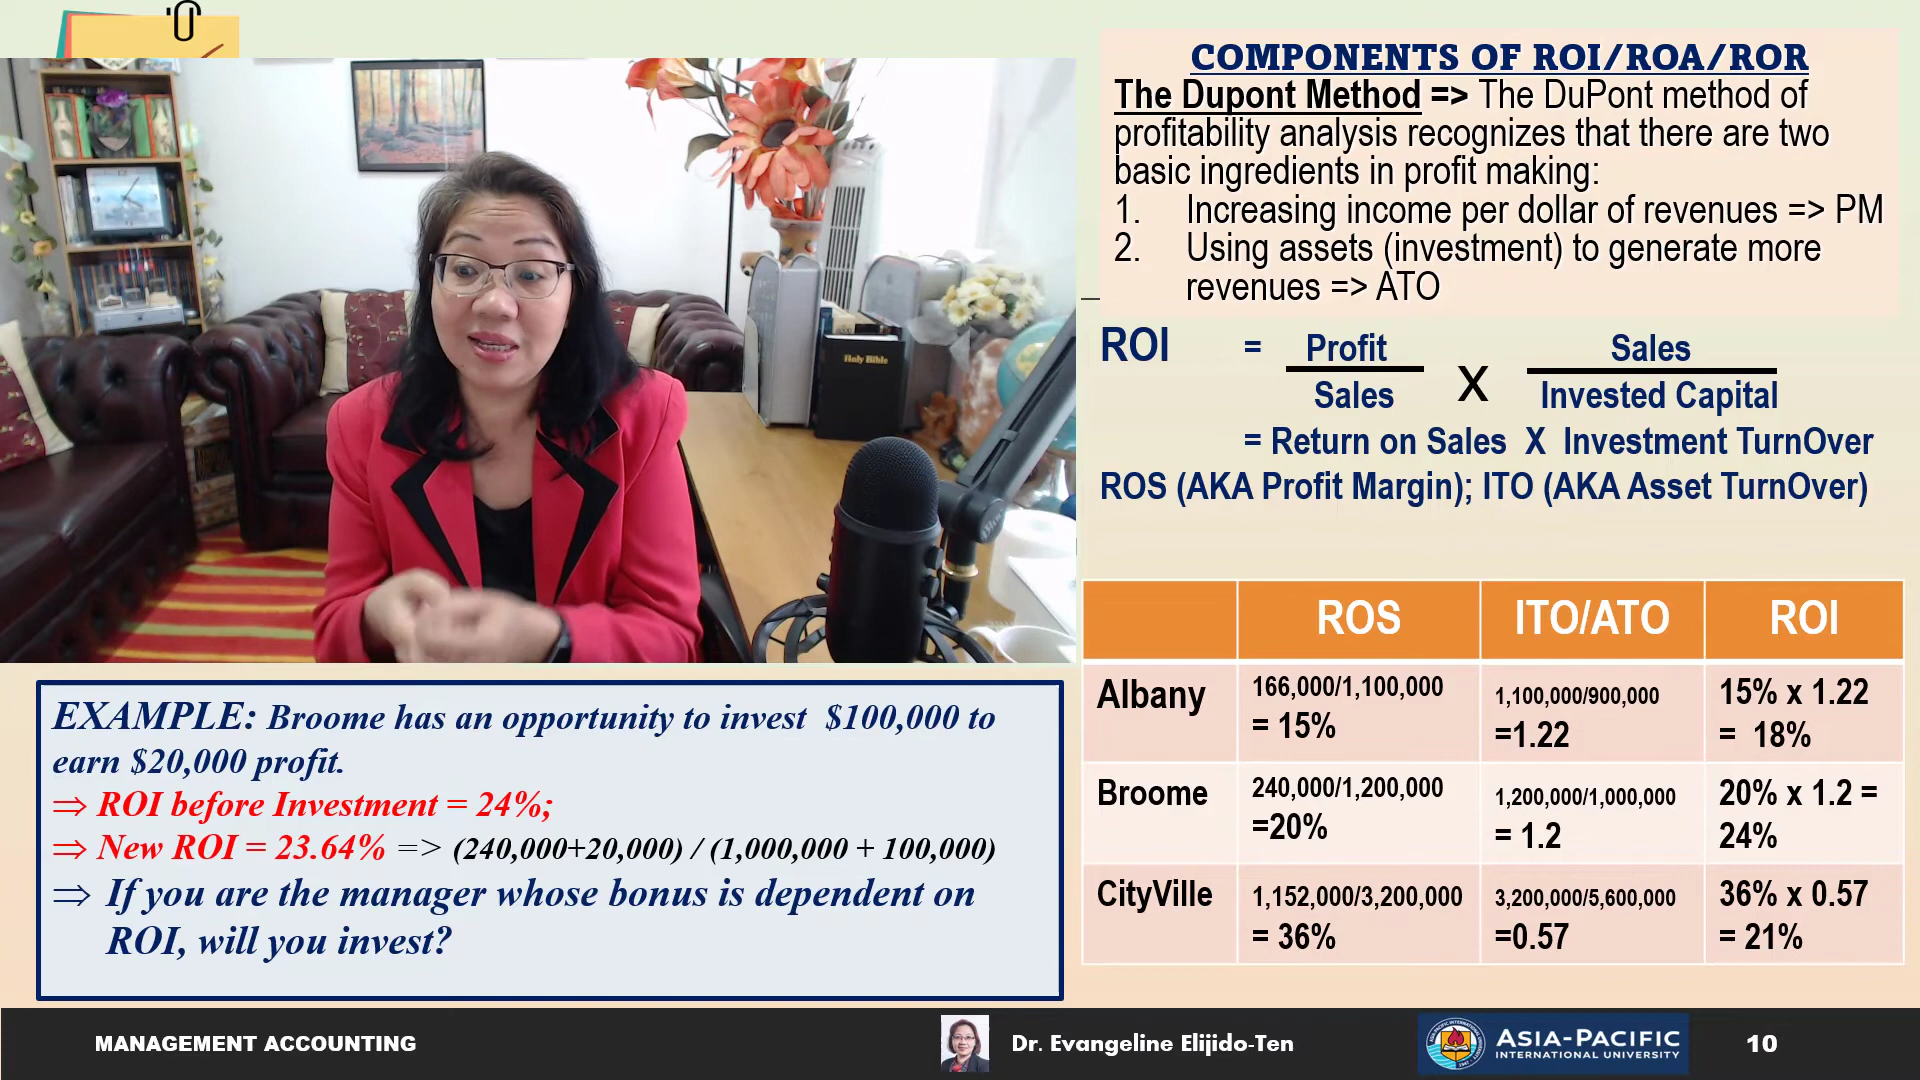 COMPONENTS OF ROI/ROA/ROR
The Dupont Method => The DuPont method of
profitability analysis recognizes that there are two
basic ingredients in profit making:
1. Increasing income per dollar of revenues => PM
2. Using assets (investment) to generate more
revenues => ATO
ROI = Profit / Sales X Sales / Invested Capital
= Return on Sales X Investment TurnOver
ROS (AKA Profit Margin); ITO (AKA Asset TurnOver)
ROS ITO/ATO ROI
Albany 166,000/1,100,000 = 15% 1,100,000/900,000 =1.22 15% x 1.22 = 18%
Broome 240,000/1,200,000 =20% 1,200,000/1,000,000 = 1.2 20% x 1.2 = 24%
CityVille 1,152,000/3,200,000 = 36% 3,200,000/5,600,000 =0.57 36% x 0.57 = 21%
Holy Bible
EXAMPLE: Broome has an opportunity to invest $100,000 to
earn $20,000 profit.
⇒ ROI before Investment = 24%;
⇒ New ROI = 23.64% => (240,000+20,000) / (1,000,000 + 100,000)
⇒ If you are the manager whose bonus is dependent on
ROI, will you invest?
MANAGEMENT ACCOUNTING
Dr. Evangeline Elijido-Ten
ASIA-PACIFIC
INTERNATIONAL UNIVERSITY
10